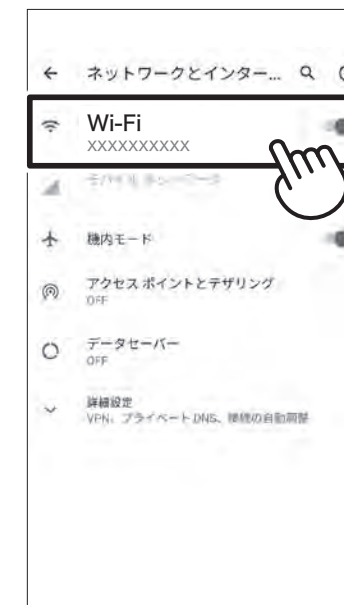 ネットワークとインター...
Wi-Fi
XXXXXXXXXX
機内モード
アクセス ポイントとテザリング
OFF
データセーバー
OFF
詳細設定
VPN、プライベート DNS、接続の自動調整